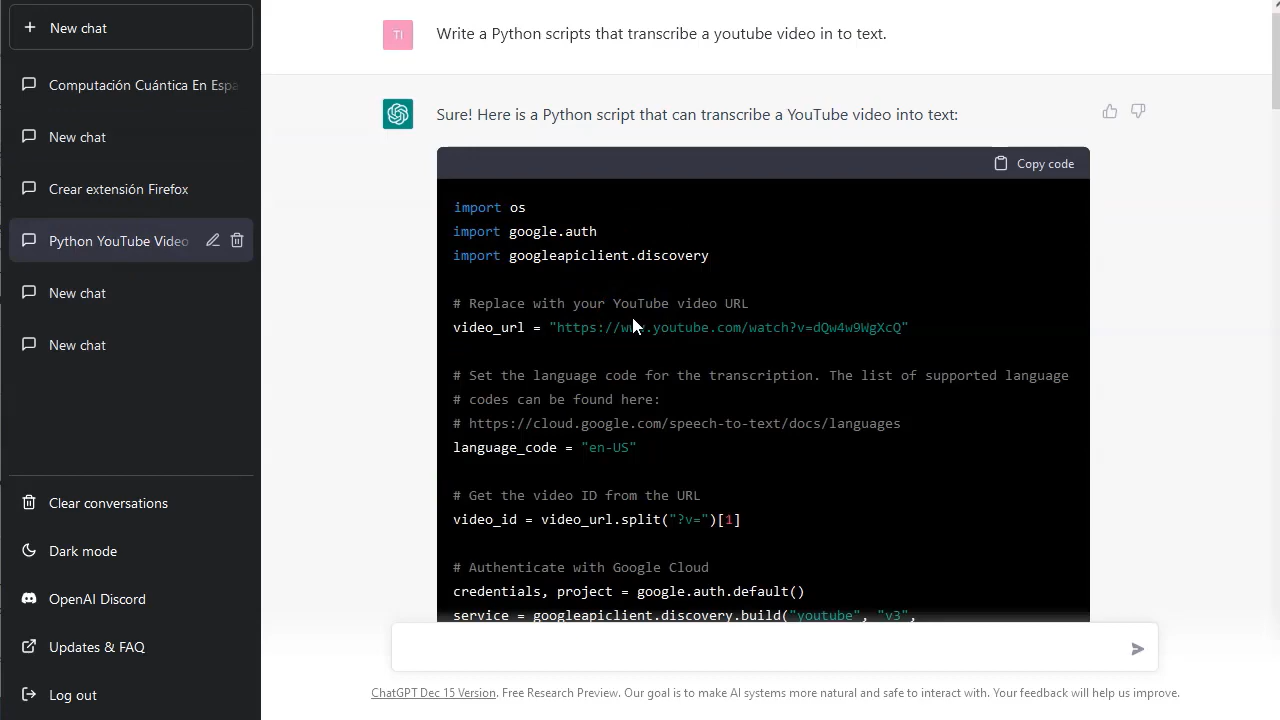 New chat
Computación Cuántica En Espa
New chat
Crear extensión Firefox
Python YouTube Video
New chat
New chat
Clear conversations
Dark mode
OpenAI Discord
Updates & FAQ
Log out
TI
Write a Python scripts that transcribe a youtube video in to text.
Sure! Here is a Python script that can transcribe a YouTube video into text:
Copy code
import os
import google.auth
import googleapiclient.discovery
# Replace with your YouTube video URL
video_url = "https://www.youtube.com/watch?v=dQw4w9WgXcQ"
# Set the language code for the transcription. The list of supported language
# codes can be found here:
# https://cloud.google.com/speech-to-text/docs/languages
language_code = "en-US"
# Get the video ID from the URL
video_id = video_url.split("?v=")[1]
# Authenticate with Google Cloud
credentials, project = google.auth.default()
service = googleapiclient.discovery.build("youtube", "v3",
ChatGPT Dec 15 Version. Free Research Preview. Our goal is to make AI systems more natural and safe to interact with. Your feedback will help us improve.